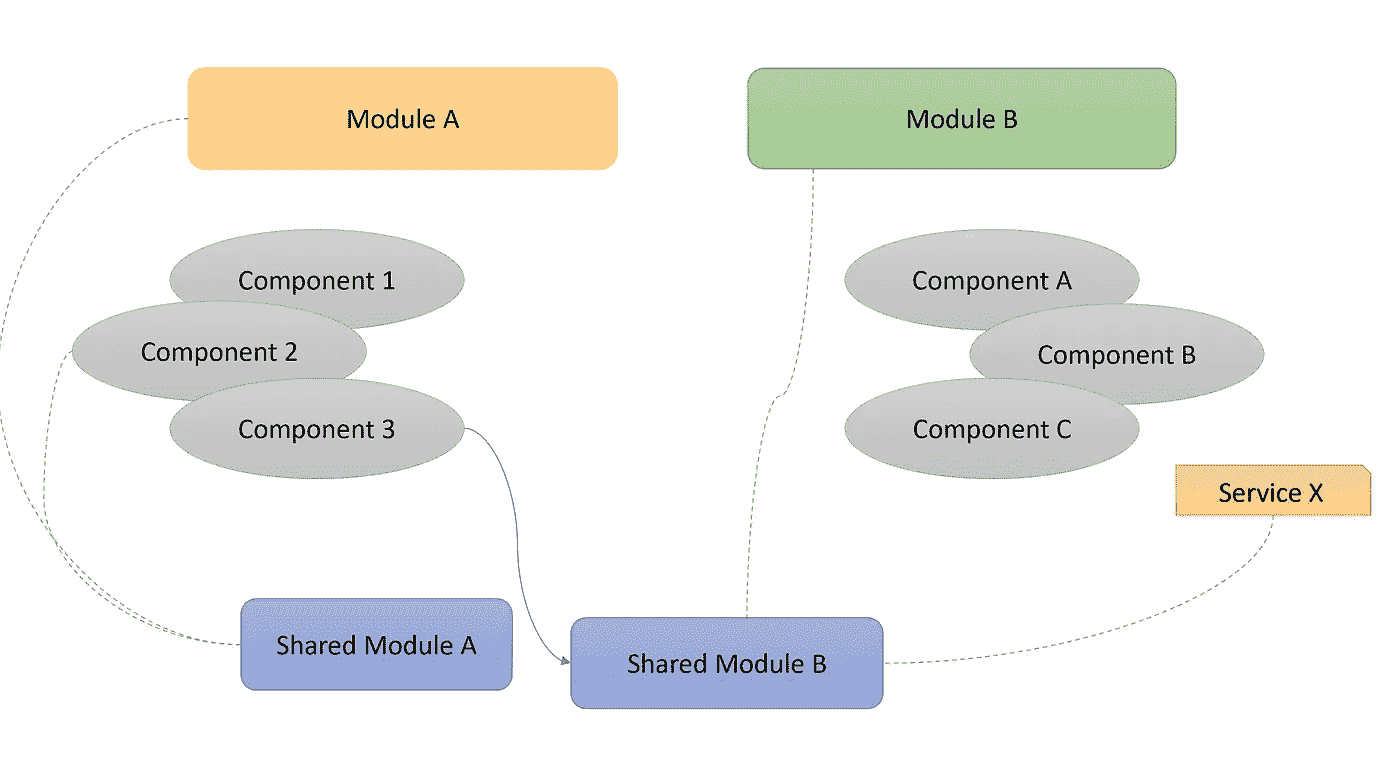 Module A
Module B
Component 1
Component A
Component 2
Component B
Component 3
Component C
Service X
Shared Module A
Shared Module B